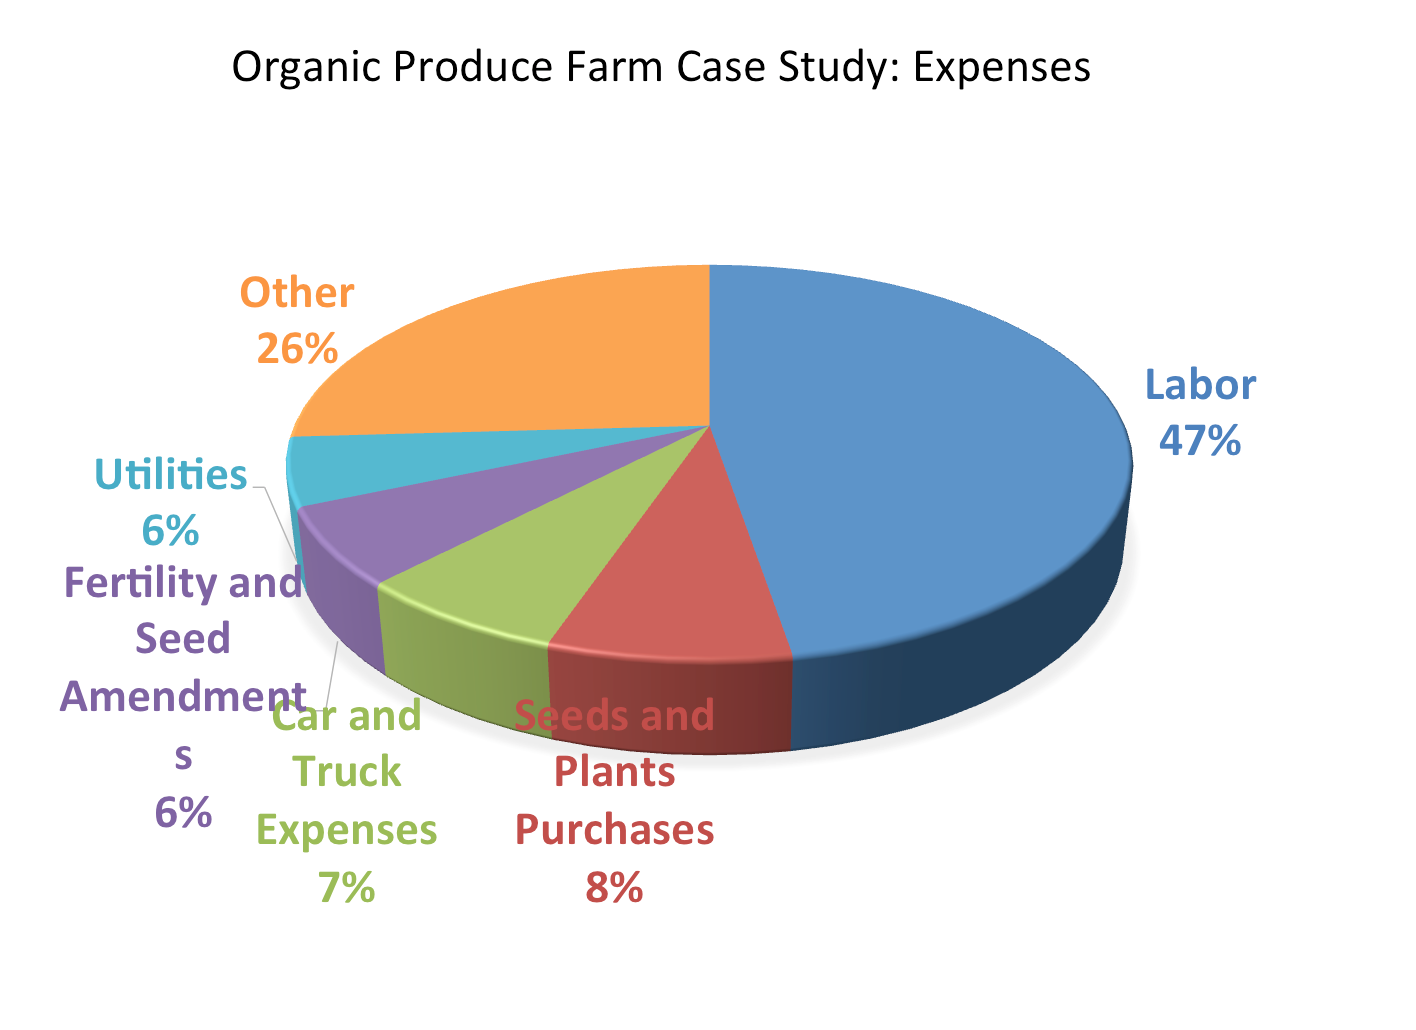 Organic Produce Farm Case Study: Expenses
Other
26%
Labor
47%
Utilities
6%
Fertility and
Seed
Amendment
s
6%
Car and
Truck
Expenses
7%
Seeds and
Plants
Purchases
8%